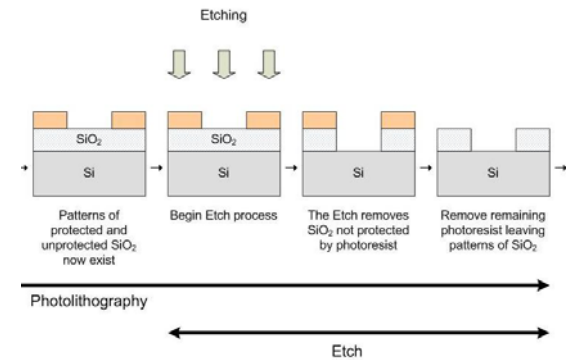 Etching
SiO₂
Si
SiO₂
Si
Si
Si
Patterns of
protected and
unprotected SiO₂
now exist
Begin Etch process
The Etch removes
SiO₂ not protected
by photoresist
Remove remaining
photoresist leaving
patterns of SiO₂
Photolithography
Etch